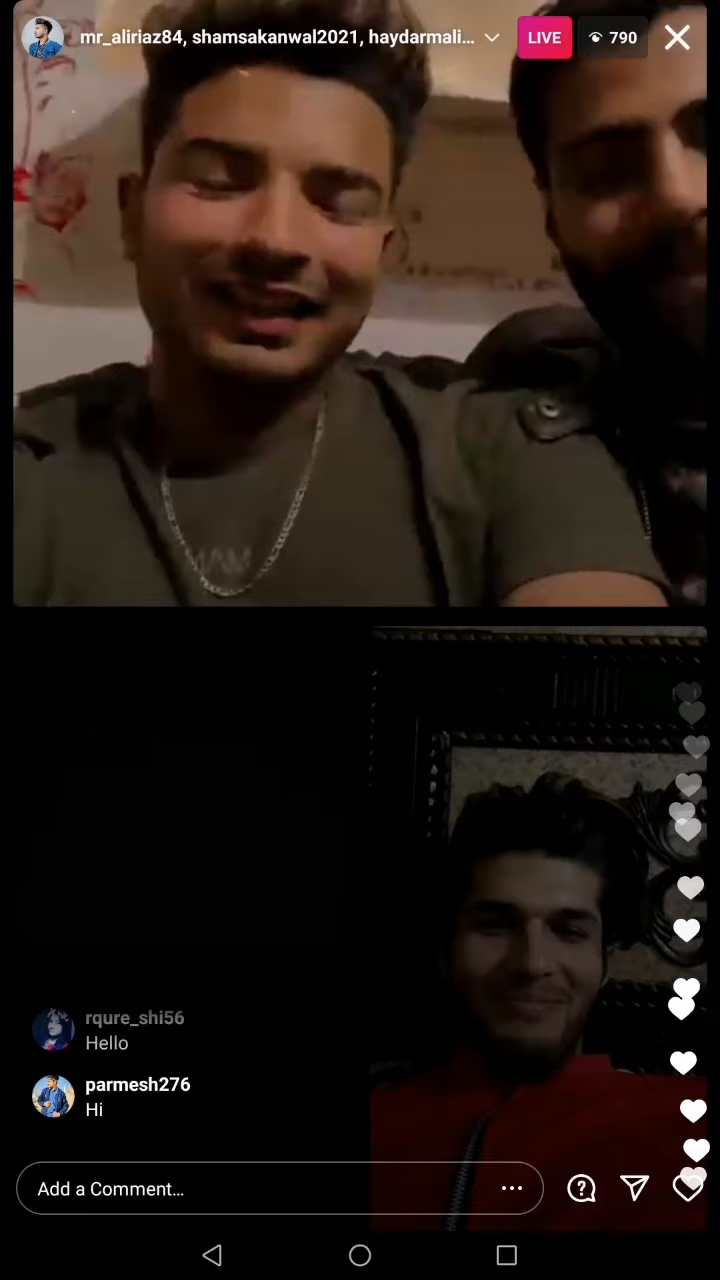 mr_aliriaz84, shamsakanwal2021, haydarmali...
LIVE
790
rqure_shi56
Hello
parmesh276
Hi
Add a Comment...